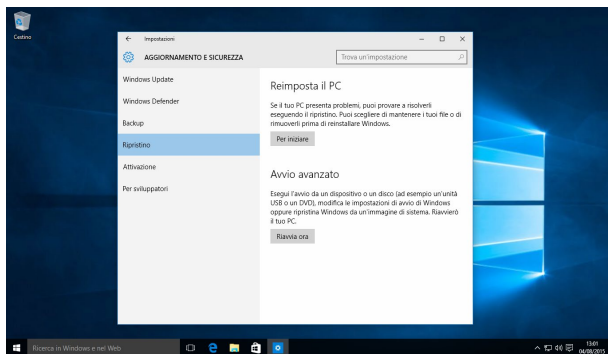 Cestino
Impostazioni
AGGIORNAMENTO E SICUREZZA
Trova un'impostazione
Windows Update
Windows Defender
Backup
Ripristino
Attivazione
Per sviluppatori
Reimposta il PC
Se il tuo PC presenta problemi, puoi provare a risolverli
eseguendo il ripristino. Puoi scegliere di mantenere i tuoi file o di
rimuoverli prima di reinstallare Windows.
Per iniziare
Avvio avanzato
Esegui l'avvio da un dispositivo o un disco (ad esempio un'unità
USB o un DVD), modifica le impostazioni di avvio di Windows
oppure ripristina Windows da un'immagine di sistema. Riavvierò
il tuo PC.
Riavvia ora
Ricerca in Windows e nel Web
13:01
04/08/2015